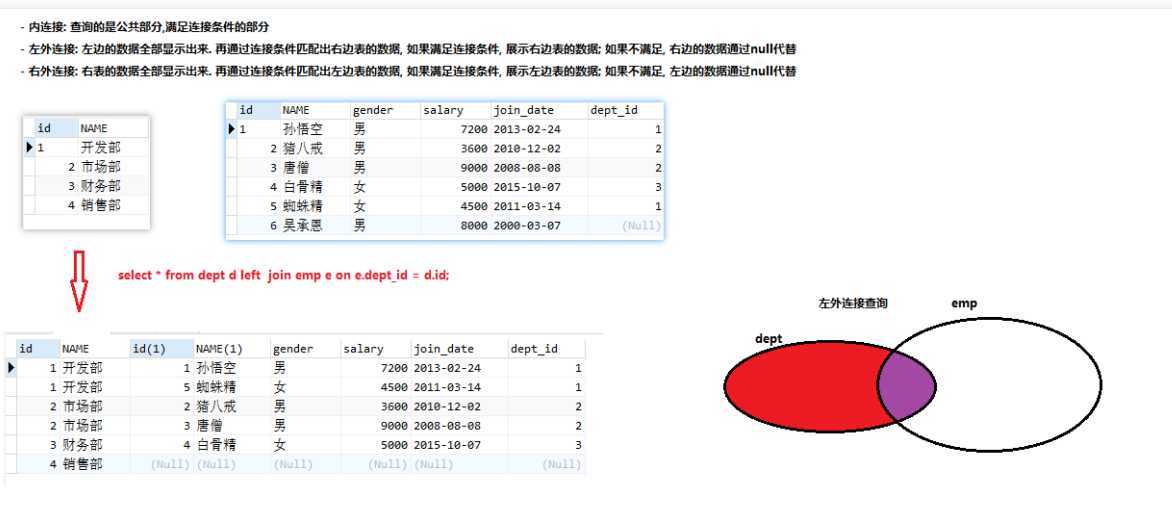 - 内连接: 查询的是公共部分,满足连接条件的部分
- 左外连接: 左边的数据全部显示出来. 再通过连接条件匹配出右边表的数据, 如果满足连接条件, 展示右边表的数据; 如果不满足, 右边的数据通过null代替
- 右外连接: 右表的数据全部显示出来. 再通过连接条件匹配出左边表的数据, 如果满足连接条件, 展示左边表的数据; 如果不满足, 左边的数据通过null代替
id NAME
1 开发部
2 市场部
3 财务部
4 销售部
id NAME gender salary join_date dept_id
1 孙悟空 男 7200 2013-02-24 1
2 猪八戒 男 3600 2010-12-02 2
3 唐僧 男 9000 2008-08-08 2
4 白骨精 女 5000 2015-10-07 3
5 蜘蛛精 女 4500 2011-03-14 1
6 吴承恩 男 8000 2000-03-07 (Null)
select * from dept d left join emp e on e.dept_id = d.id;
id NAME id(1) NAME(1) gender salary join_date dept_id
1 开发部 1 孙悟空 男 7200 2013-02-24 1
1 开发部 5 蜘蛛精 女 4500 2011-03-14 1
2 市场部 2 猪八戒 男 3600 2010-12-02 2
2 市场部 3 唐僧 男 9000 2008-08-08 2
3 财务部 4 白骨精 女 5000 2015-10-07 3
4 销售部 (Null) (Null) (Null) (Null) (Null) (Null)
左外连接查询 emp
dept